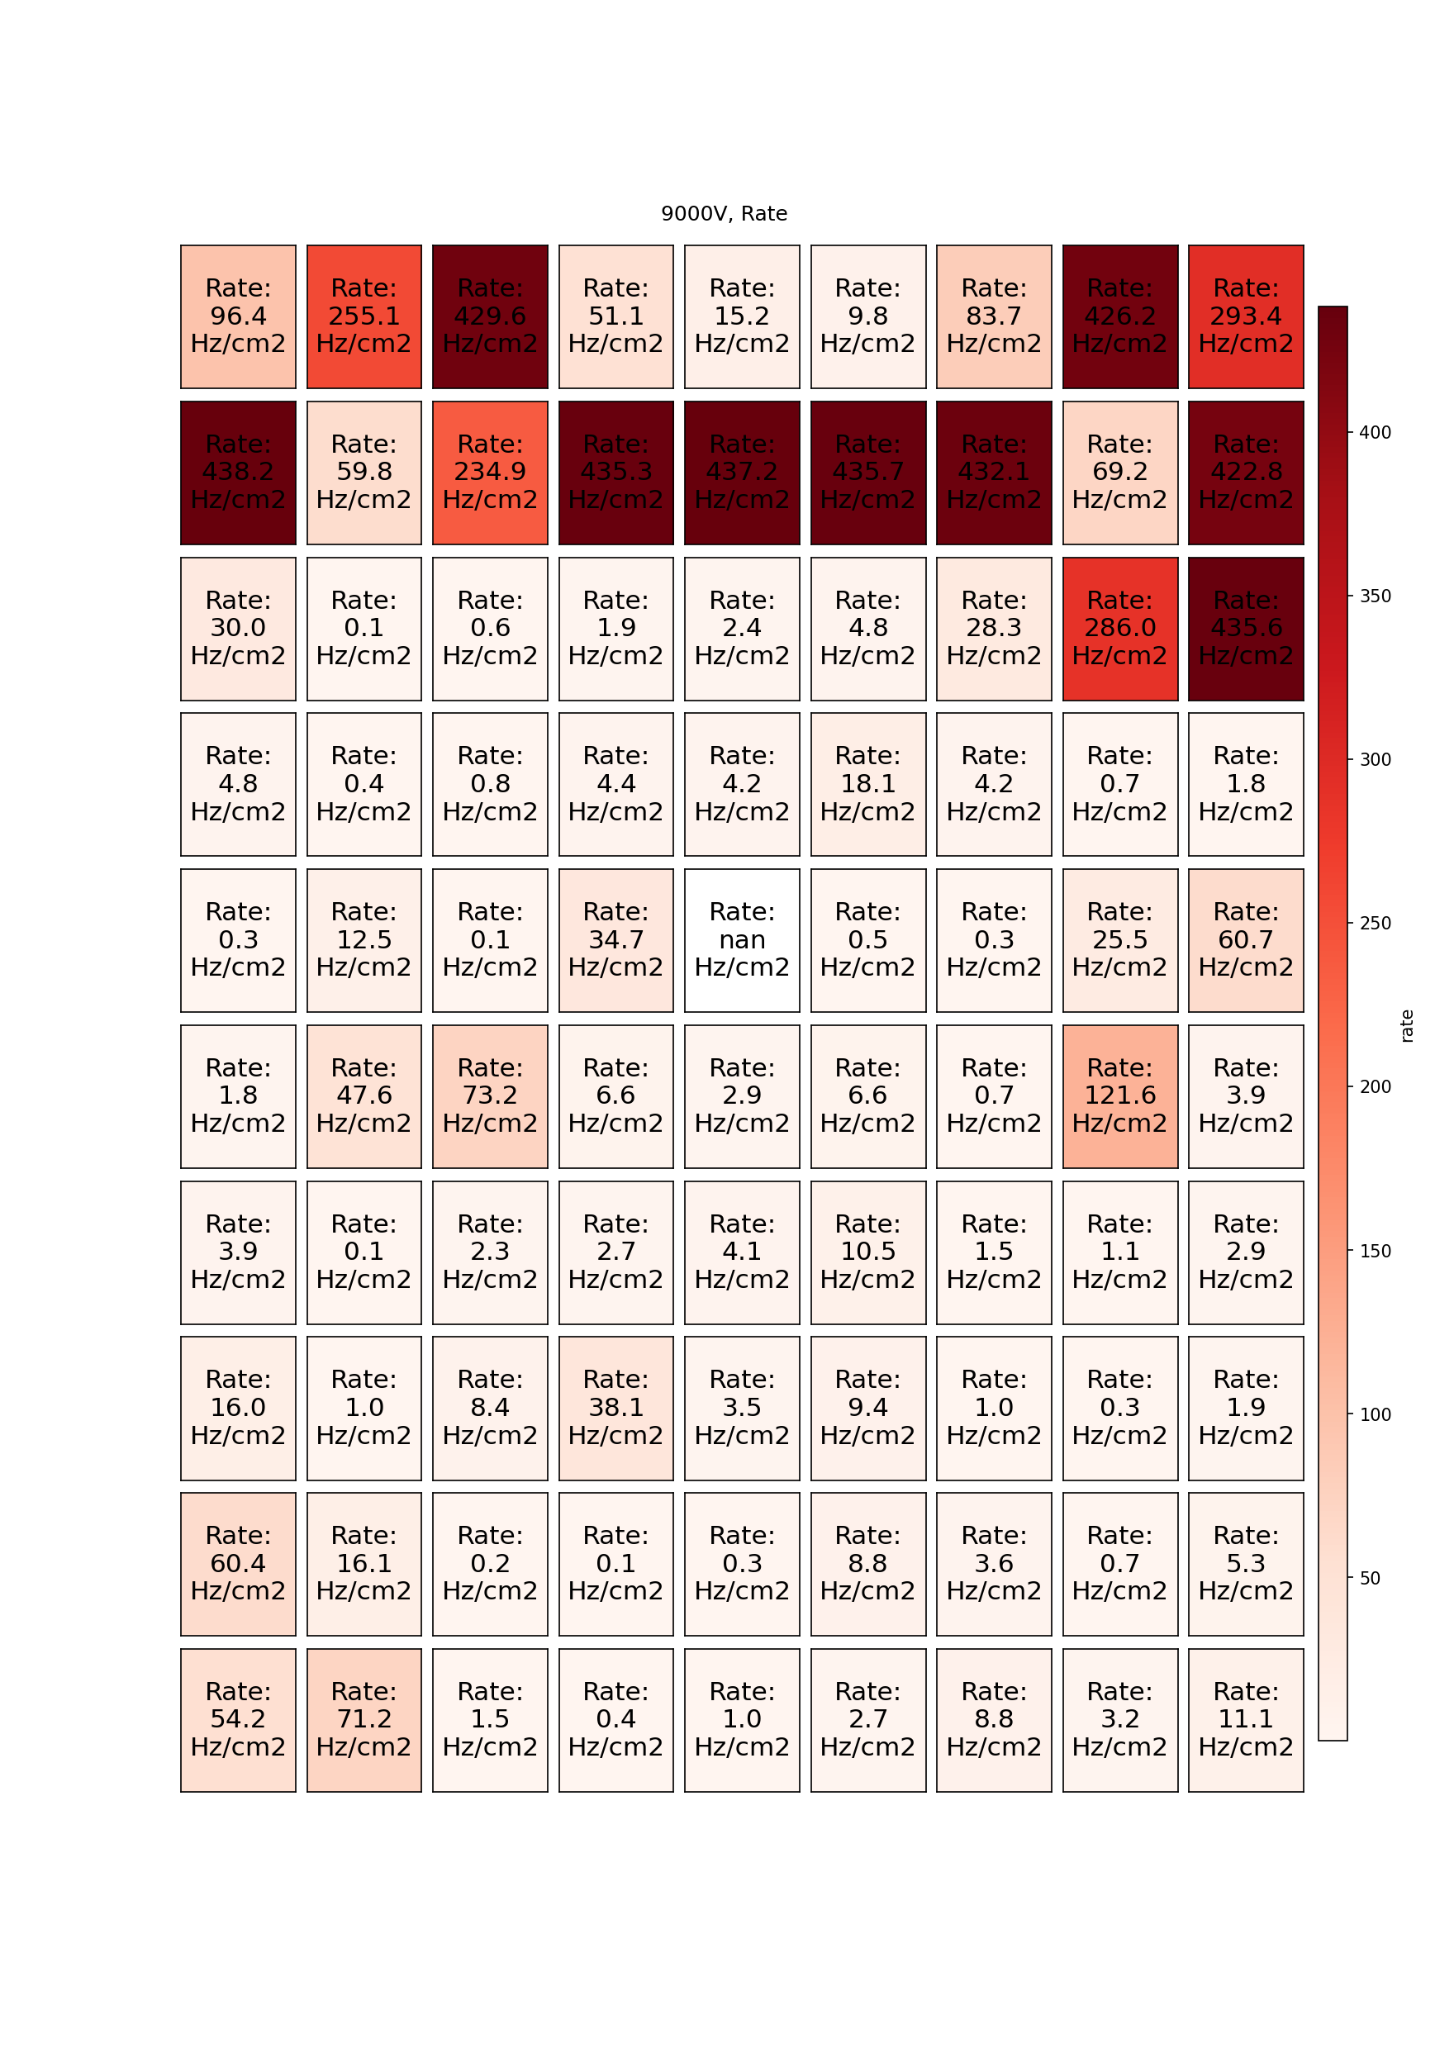 9000V, Rate
Rate: Rate: Rate: Rate: Rate: Rate: Rate: Rate: Rate:
96.4 255.1 429.6 51.1 15.2 9.8 83.7 426.2 293.4
Hz/cm2 Hz/cm2 Hz/cm2 Hz/cm2 Hz/cm2 Hz/cm2 Hz/cm2 Hz/cm2 Hz/cm2
Rate: Rate: Rate: Rate: Rate: Rate: Rate: Rate: Rate:
438.2 59.8 234.9 435.3 437.2 435.7 432.1 69.2 422.8
Hz/cm2 Hz/cm2 Hz/cm2 Hz/cm2 Hz/cm2 Hz/cm2 Hz/cm2 Hz/cm2 Hz/cm2
Rate: Rate: Rate: Rate: Rate: Rate: Rate: Rate: Rate:
30.0 0.1 0.6 1.9 2.4 4.8 28.3 286.0 435.6
Hz/cm2 Hz/cm2 Hz/cm2 Hz/cm2 Hz/cm2 Hz/cm2 Hz/cm2 Hz/cm2 Hz/cm2
Rate: Rate: Rate: Rate: Rate: Rate: Rate: Rate: Rate:
4.8 0.4 0.8 4.4 4.2 18.1 4.2 0.7 1.8
Hz/cm2 Hz/cm2 Hz/cm2 Hz/cm2 Hz/cm2 Hz/cm2 Hz/cm2 Hz/cm2 Hz/cm2
Rate: Rate: Rate: Rate: Rate: Rate: Rate: Rate: Rate:
0.3 12.5 0.1 34.7 nan 0.5 0.3 25.5 60.7
Hz/cm2 Hz/cm2 Hz/cm2 Hz/cm2 Hz/cm2 Hz/cm2 Hz/cm2 Hz/cm2 Hz/cm2
Rate: Rate: Rate: Rate: Rate: Rate: Rate: Rate: Rate:
1.8 47.6 73.2 6.6 2.9 6.6 0.7 121.6 3.9
Hz/cm2 Hz/cm2 Hz/cm2 Hz/cm2 Hz/cm2 Hz/cm2 Hz/cm2 Hz/cm2 Hz/cm2
Rate: Rate: Rate: Rate: Rate: Rate: Rate: Rate: Rate:
3.9 0.1 2.3 2.7 4.1 10.5 1.5 1.1 2.9
Hz/cm2 Hz/cm2 Hz/cm2 Hz/cm2 Hz/cm2 Hz/cm2 Hz/cm2 Hz/cm2 Hz/cm2
Rate: Rate: Rate: Rate: Rate: Rate: Rate: Rate: Rate:
16.0 1.0 8.4 38.1 3.5 9.4 1.0 0.3 1.9
Hz/cm2 Hz/cm2 Hz/cm2 Hz/cm2 Hz/cm2 Hz/cm2 Hz/cm2 Hz/cm2 Hz/cm2
Rate: Rate: Rate: Rate: Rate: Rate: Rate: Rate: Rate:
60.4 16.1 0.2 0.1 0.3 8.8 3.6 0.7 5.3
Hz/cm2 Hz/cm2 Hz/cm2 Hz/cm2 Hz/cm2 Hz/cm2 Hz/cm2 Hz/cm2 Hz/cm2
Rate: Rate: Rate: Rate: Rate: Rate: Rate: Rate: Rate:
54.2 71.2 1.5 0.4 1.0 2.7 8.8 3.2 11.1
Hz/cm2 Hz/cm2 Hz/cm2 Hz/cm2 Hz/cm2 Hz/cm2 Hz/cm2 Hz/cm2 Hz/cm2
400
350
300
250
200
150
100
50
rate